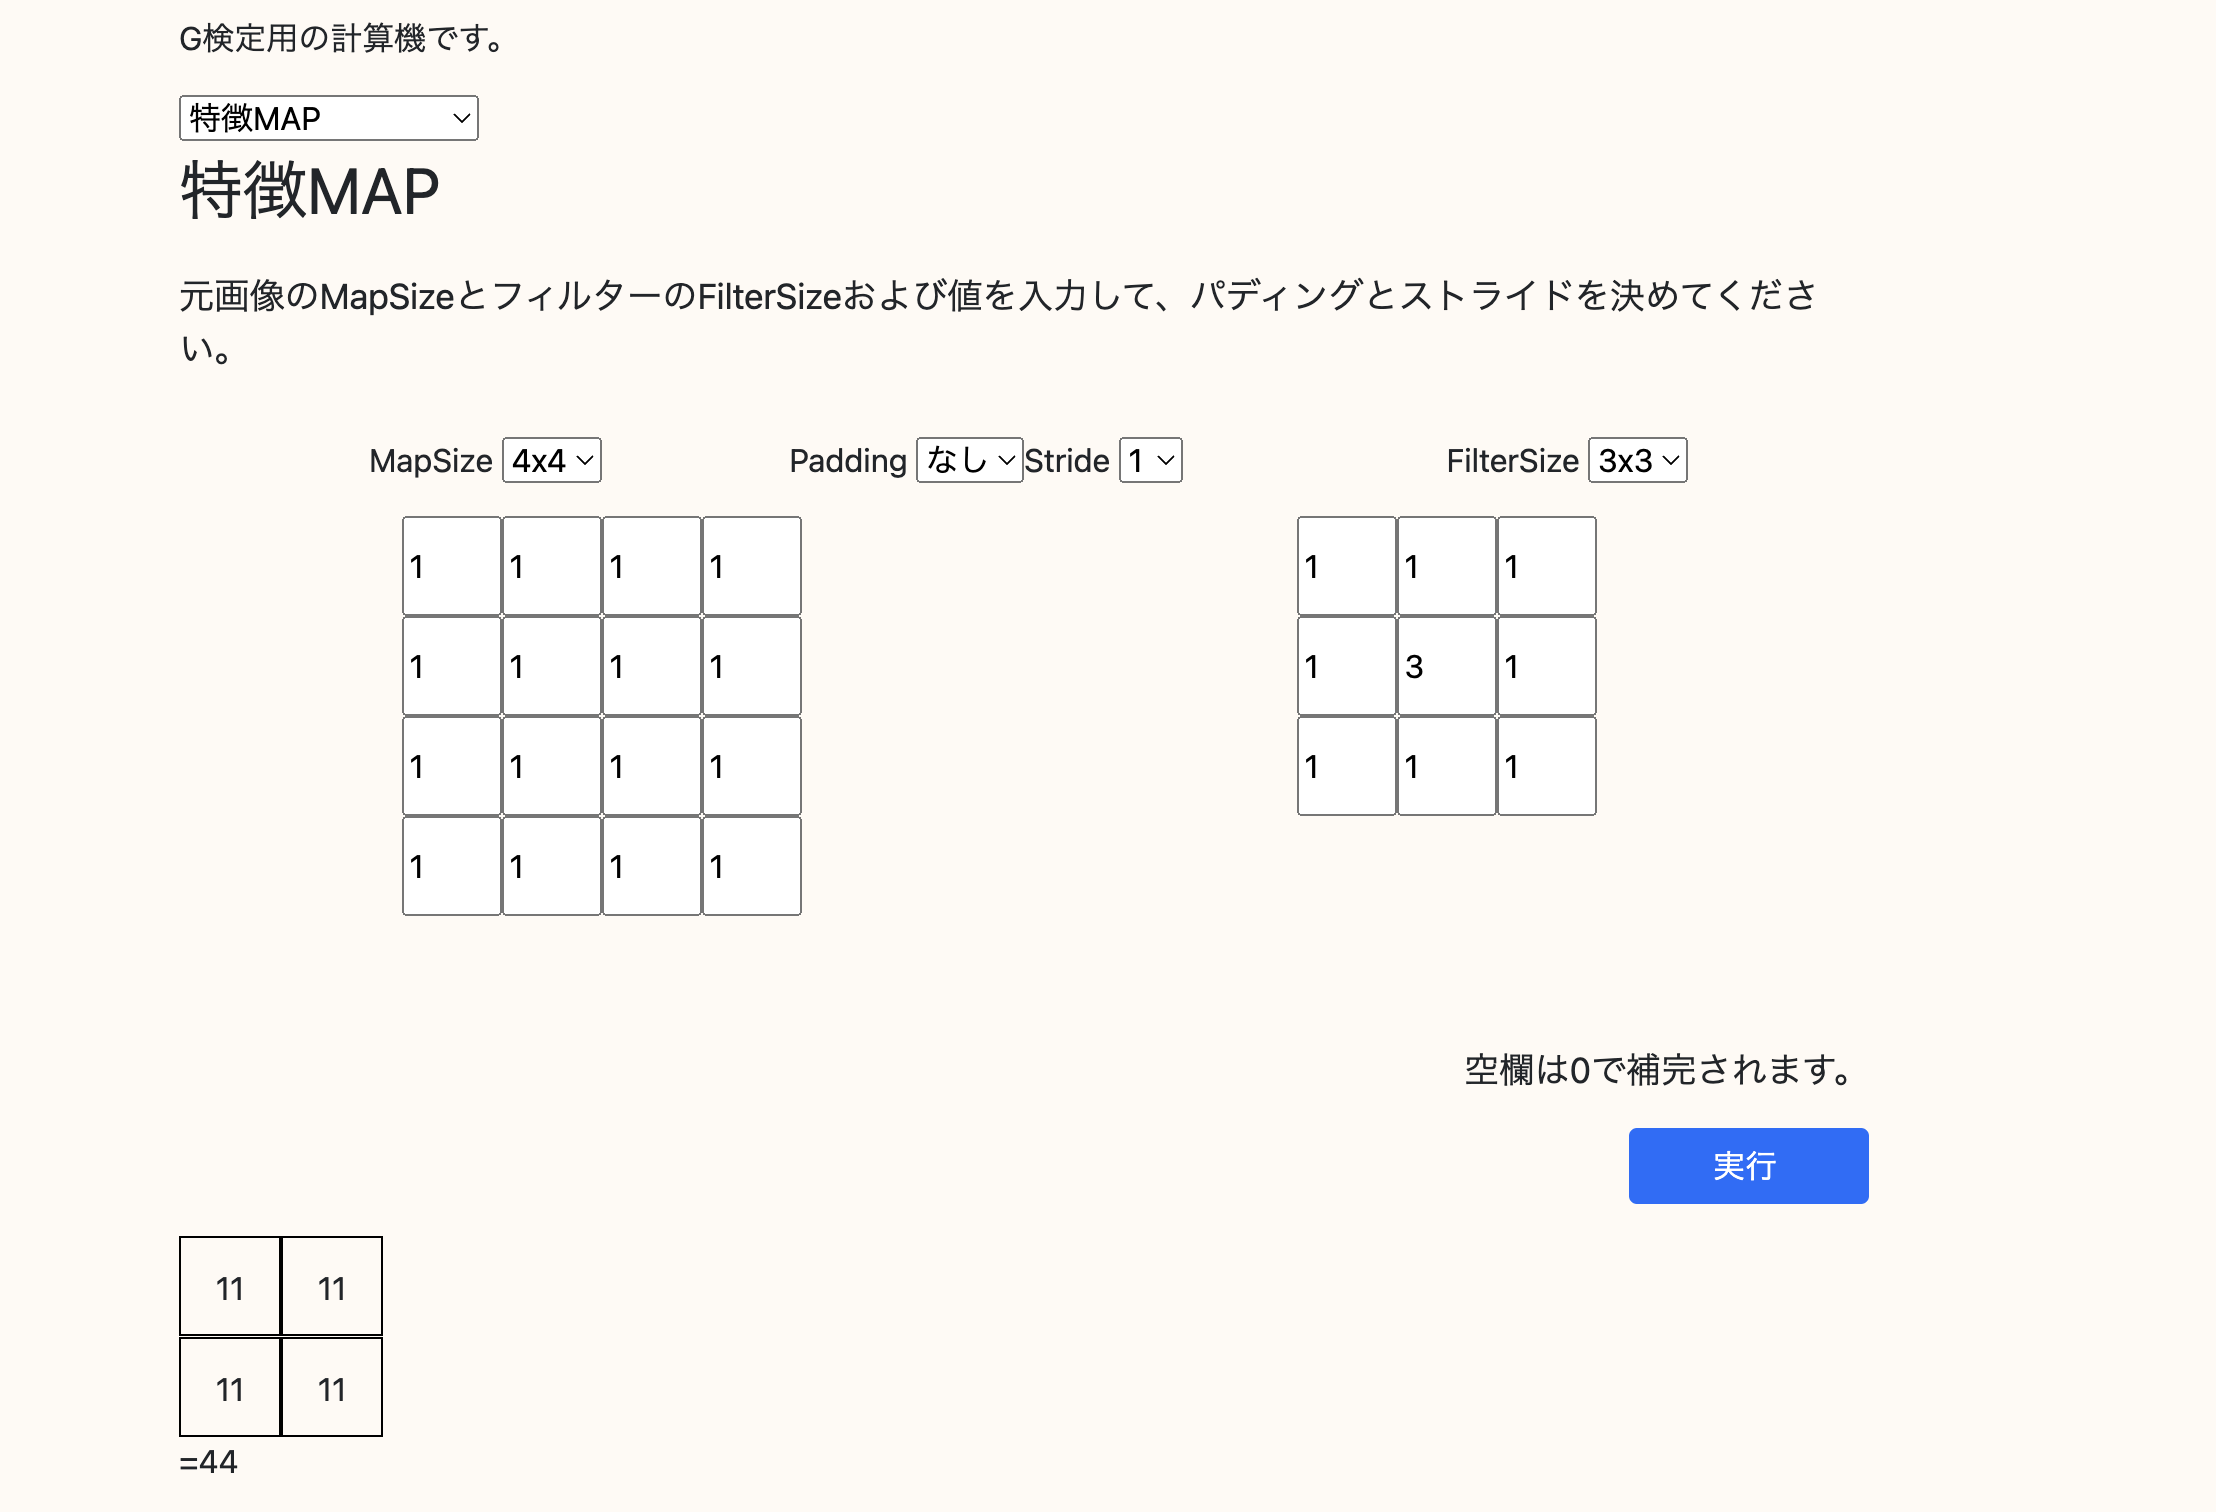 G検定用の計算機です。
特徴MAP
特徴MAP
元画像のMapSizeとフィルターのFilterSizeおよび値を入力して、パディングとストライドを決めてくださ
い。
MapSize 4x4 Padding なし Stride 1 FilterSize 3x3
1 1 1 1 1 1 1
1 1 1 1 1 3 1
1 1 1 1 1 1 1
1 1 1 1
空欄は0で補完されます。
実行
11 11
11 11
=44